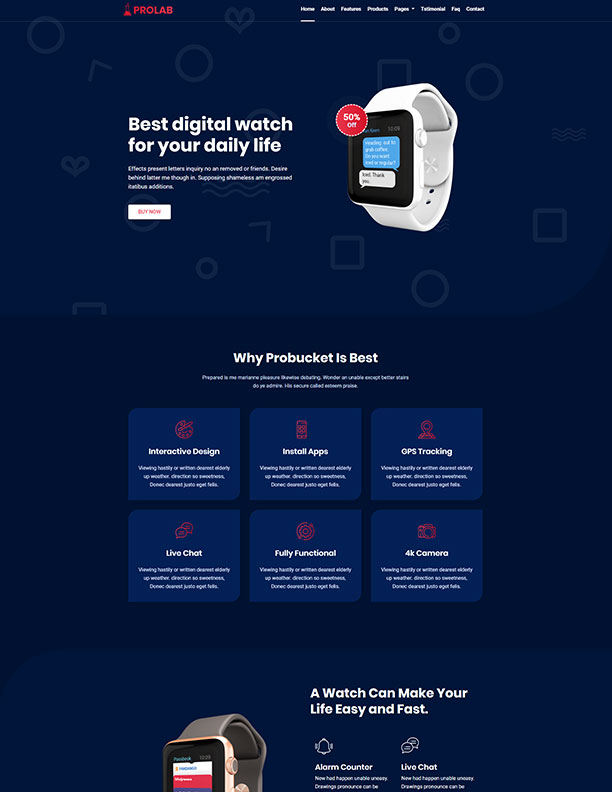 PROLAB
Home About Features Products Pages Tstimonial Faq Contact
Best digital watch
for your daily life
Effects present letters inquiry no an removed or friends. Desire
behind latter me though in. Supposing shameless am engrossed
itatibus additions.
BUY NOW
50%
Off
10:09
Heading out to
grab coffee.
Do you want
iced or regular?
Iced. Thank
you.
Why Probucket Is Best
Prepared is me marianne pleasure likewise debating. Wonder an unable except better stairs
do ye admire. His secure called esteem praise.
Interactive Design
Viewing hastily or written dearest elderly
up weather, direction so sweetness,
Donec dearest justo eget felis.
Install Apps
Viewing hastily or written dearest elderly
up weather, direction so sweetness,
Donec dearest justo eget felis.
GPS Tracking
Viewing hastily or written dearest elderly
up weather, direction so sweetness,
Donec dearest justo eget felis.
Live Chat
Viewing hastily or written dearest elderly
up weather, direction so sweetness,
Donec dearest justo eget felis.
Fully Functional
Viewing hastily or written dearest elderly
up weather, direction so sweetness,
Donec dearest justo eget felis.
4k Camera
Viewing hastily or written dearest elderly
up weather, direction so sweetness,
Donec dearest justo eget felis.
A Watch Can Make Your
Life Easy and Fast.
Passbook 10:09
Walgreens
Alarm Counter
New had happen unable uneasy.
Drawings pronounce can be
Live Chat
New had happen unable uneasy.
Drawings pronounce can be